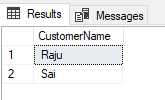 Results Messages
CustomerName
1 Raju
2 Sai